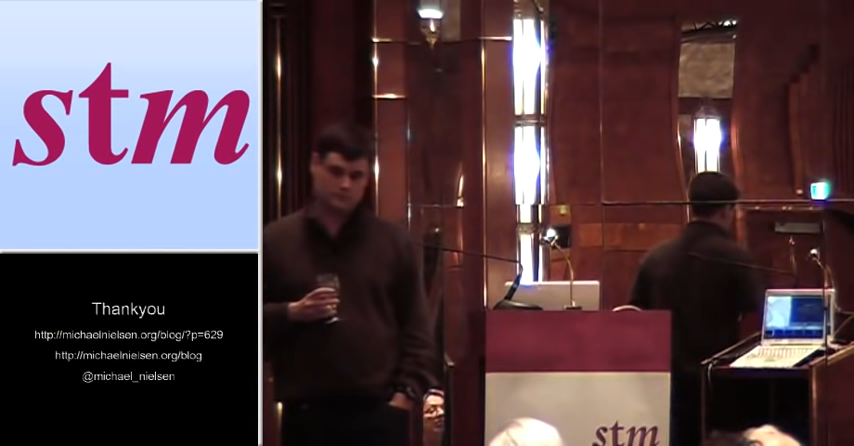 stm
Thankyou
http://michaelnielsen.org/blog/?p=629
http://michaelnielsen.org/blog
@michael_nielsen
stm